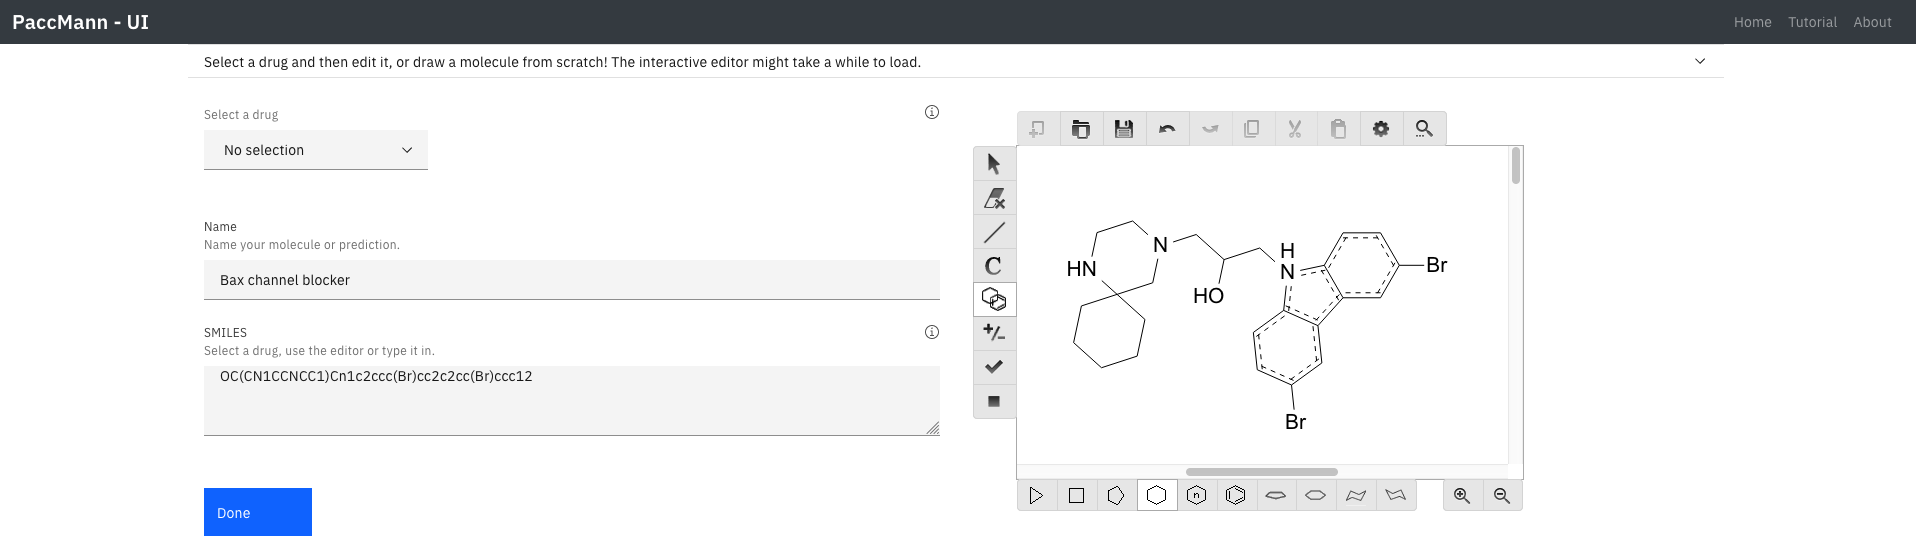 PaccMann - UI
Home Tutorial About
Select a drug and then edit it, or draw a molecule from scratch! The interactive editor might take a while to load.
Select a drug
No selection
Name
Name your molecule or prediction.
Bax channel blocker
SMILES
Select a drug, use the editor or type it in.
OC(CN1CCNCC1)Cn1c2ccc(Br)cc2c2cc(Br)ccc12
Done
C
+/-
N
H
N
HN
Br
HO
Br
n